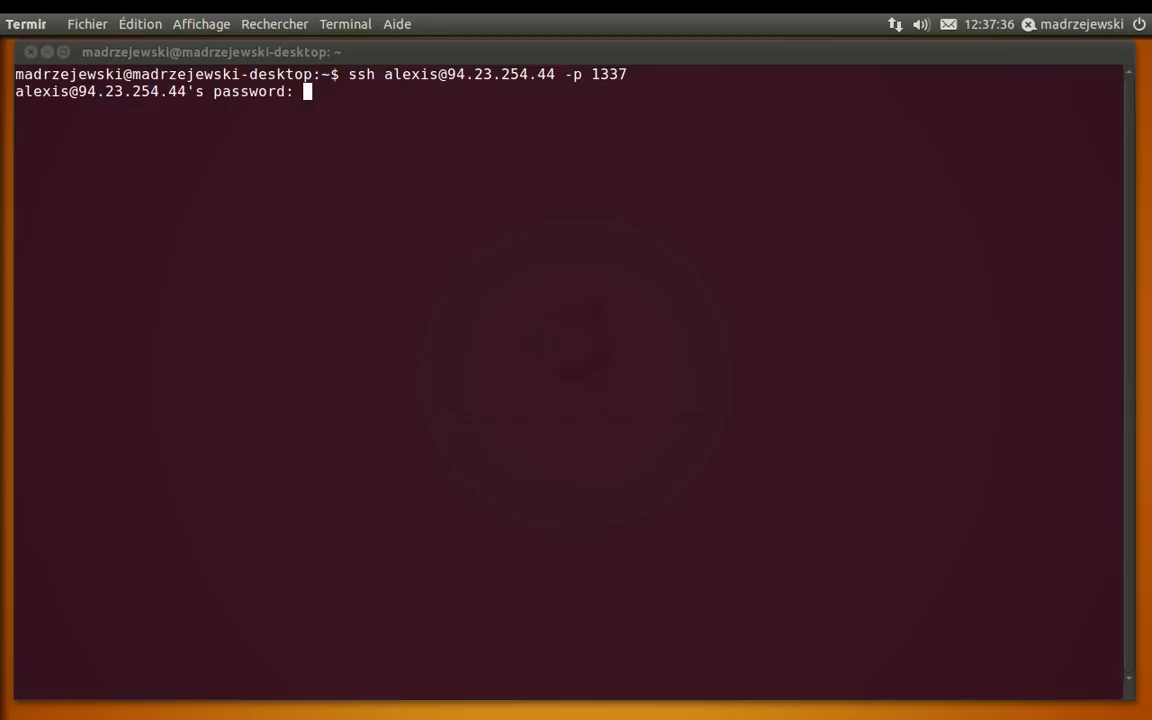 Termir Fichier Édition Affichage Rechercher Terminal Aide 12:37:36 madrzejewski
madrzejewski@madrzejewski-desktop: ~
madrzejewski@madrzejewski-desktop:~$ ssh alexis@94.23.254.44 -p 1337
alexis@94.23.254.44's password: